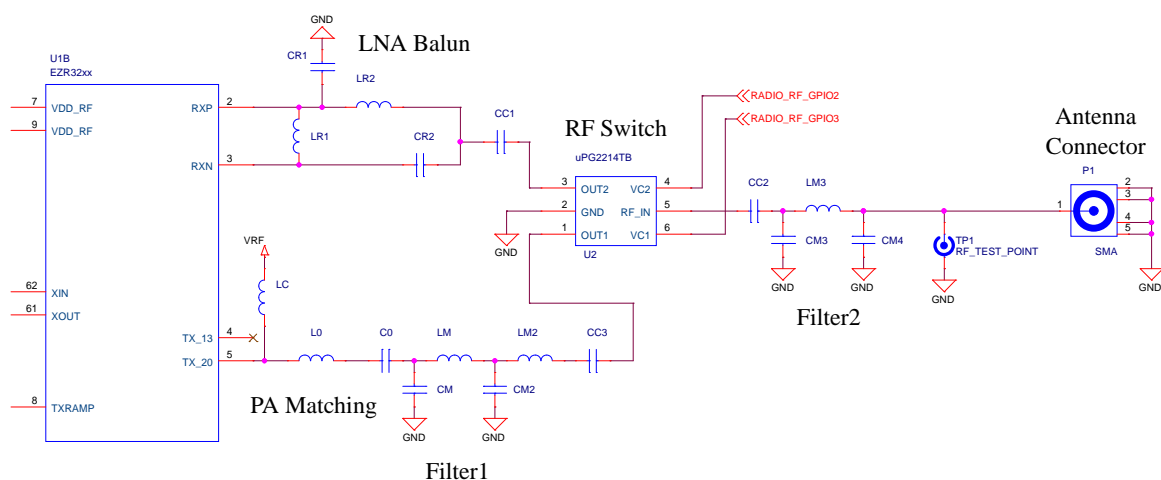 GND
LNA Balun
U1B
EZR32xx
CR1
LR2
7
VDD_RF
RXP
2
9
VDD_RF
LR1
CR2
CC1
RXN
3
RF Switch
uPG2214TB
RADIO_RF_GPIO2
RADIO_RF_GPIO3
Antenna
Connector
P1
3
OUT2
VC2
4
2
GND
RF_IN
5
1
OUT1
VC1
6
U2
GND
CC2
LM3
CM3
CM4
GND
GND
TP1
RF_TEST_POINT
GND
1
2
3
4
5
SMA
GND
Filter2
VRF
LC
62
XIN
61
XOUT
TX_13
4
TX_20
5
L0
C0
LM
LM2
CC3
CM
CM2
8
TXRAMP
PA Matching
GND
GND
Filter1